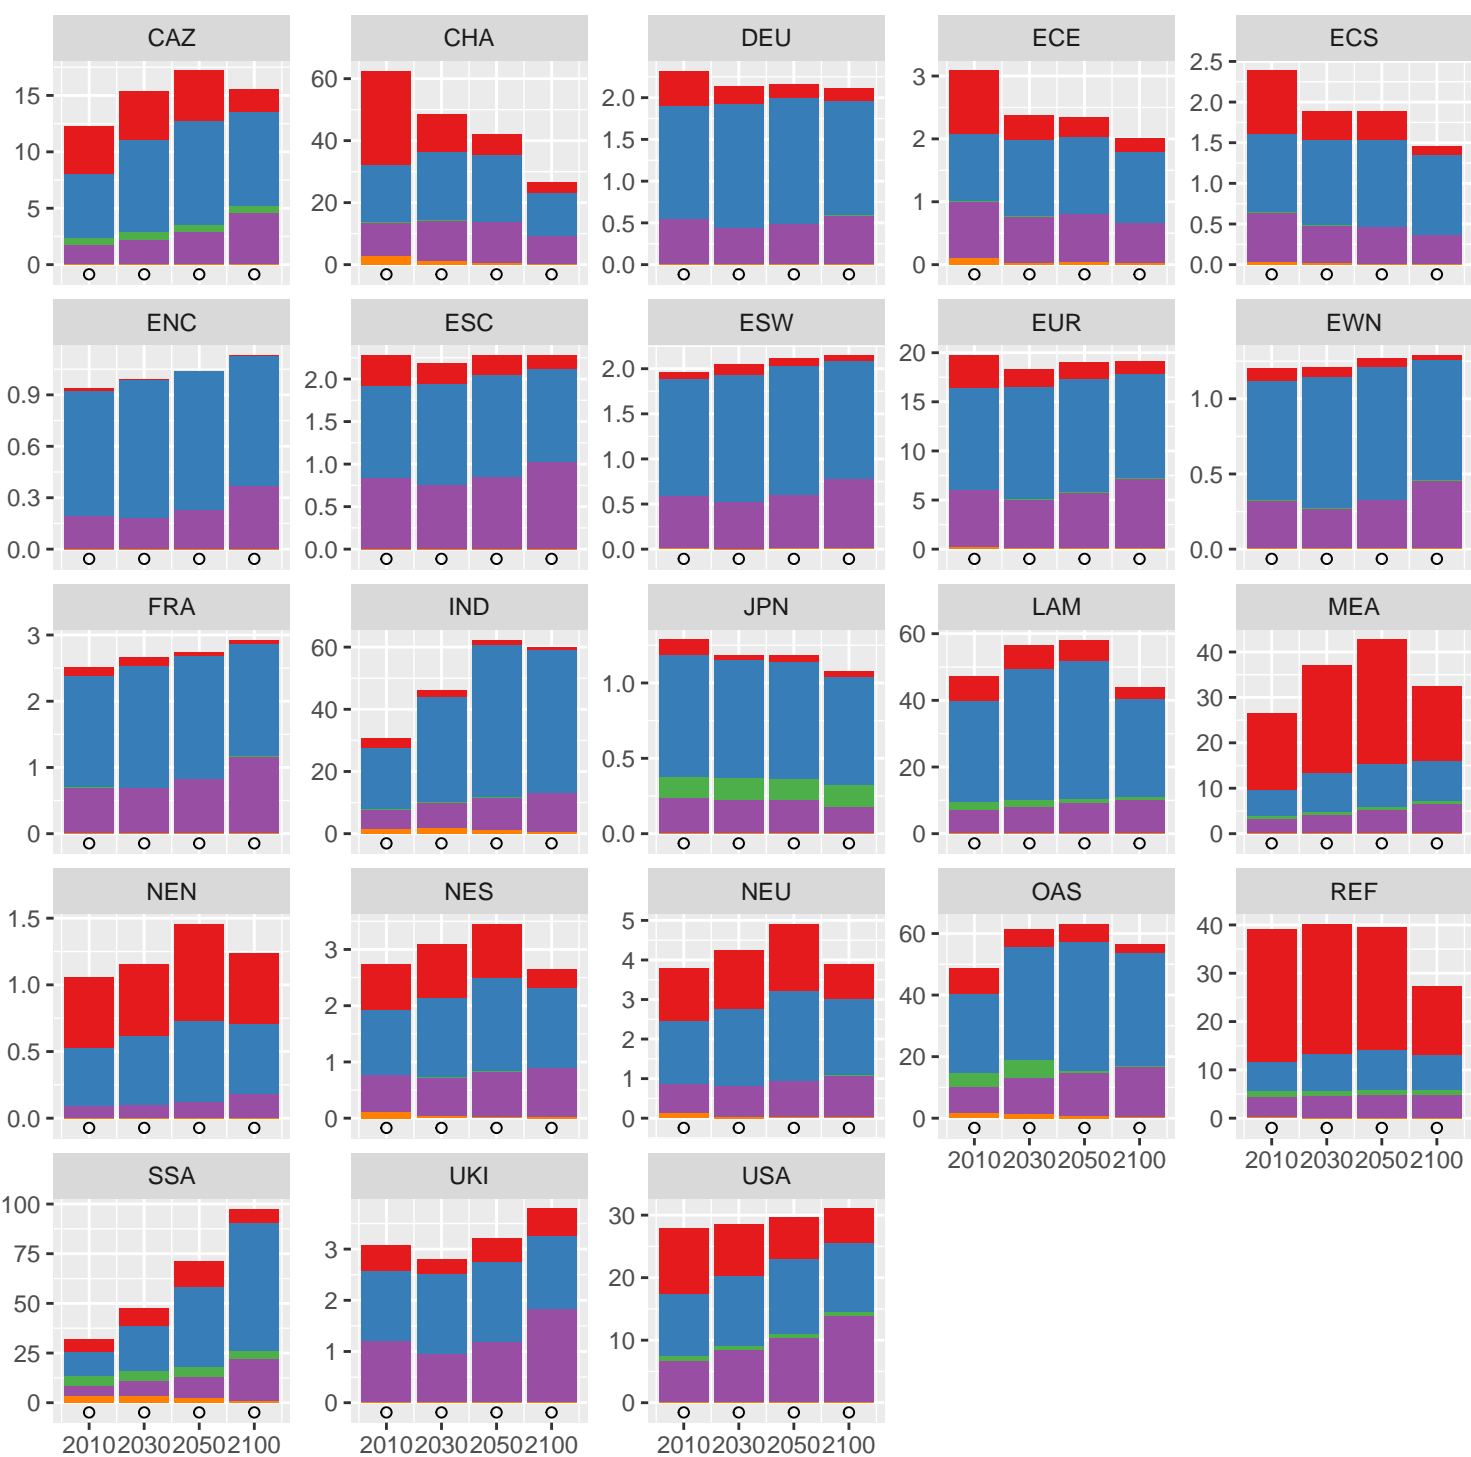 CAZ CHA DEU ECE ECS
15 10 5 0
60 40 20 0
2.0 1.5 1.0 0.5 0.0
3 2 1 0
2.5 2.0 1.5 1.0 0.5 0.0
ENC ESC ESW EUR EWN
0.9 0.6 0.3 0.0
2.0 1.5 1.0 0.5 0.0
2.0 1.5 1.0 0.5 0.0
20 15 10 5 0
1.0 0.5 0.0
FRA IND JPN LAM MEA
3 2 1 0
60 40 20 0
1.0 0.5 0.0
60 40 20 0
40 30 20 10 0
NEN NES NEU OAS REF
1.5 1.0 0.5 0.0
3 2 1 0
5 4 3 2 1 0
60 40 20 0
40 30 20 10 0
2010 2030 2050 2100
2010 2030 2050 2100
SSA UKI USA
100 75 50 25 0
3 2 1 0
30 20 10 0
2010 2030 2050 2100
2010 2030 2050 2100
2010 2030 2050 2100